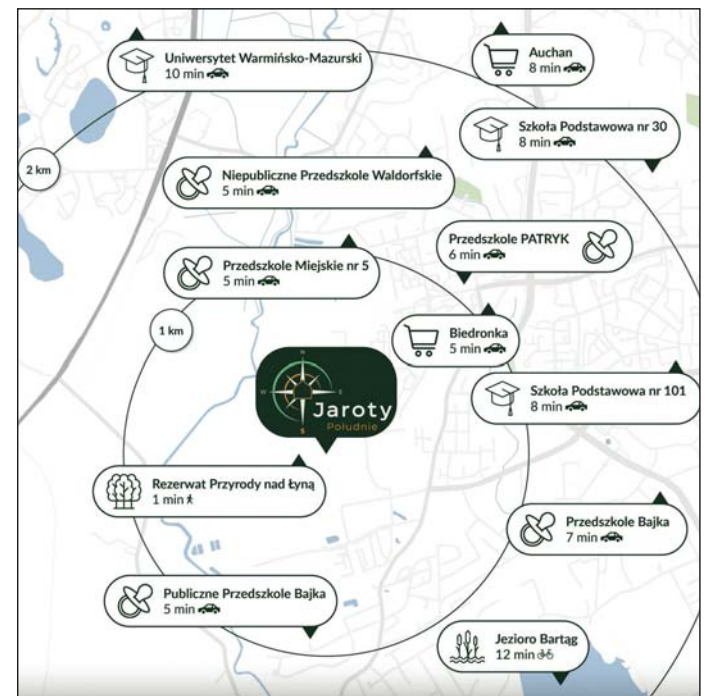 Uniwersytet Warmińsko-Mazurski
10 min
Auchan
8 min
Szkoła Podstawowa nr 30
8 min
2 km
Niepubliczne Przedszkole Waldorfskie
5 min
Przedszkole PATRYK
6 min
Przedszkole Miejskie nr 5
5 min
1 km
Biedronka
5 min
N
W
E
S
Jaroty
Południe
Szkoła Podstawowa nr 101
8 min
Rezerwat Przyrody nad Łyną
1 min
Przedszkole Bajka
7 min
Publiczne Przedszkole Bajka
5 min
Jezioro Bartąg
12 min